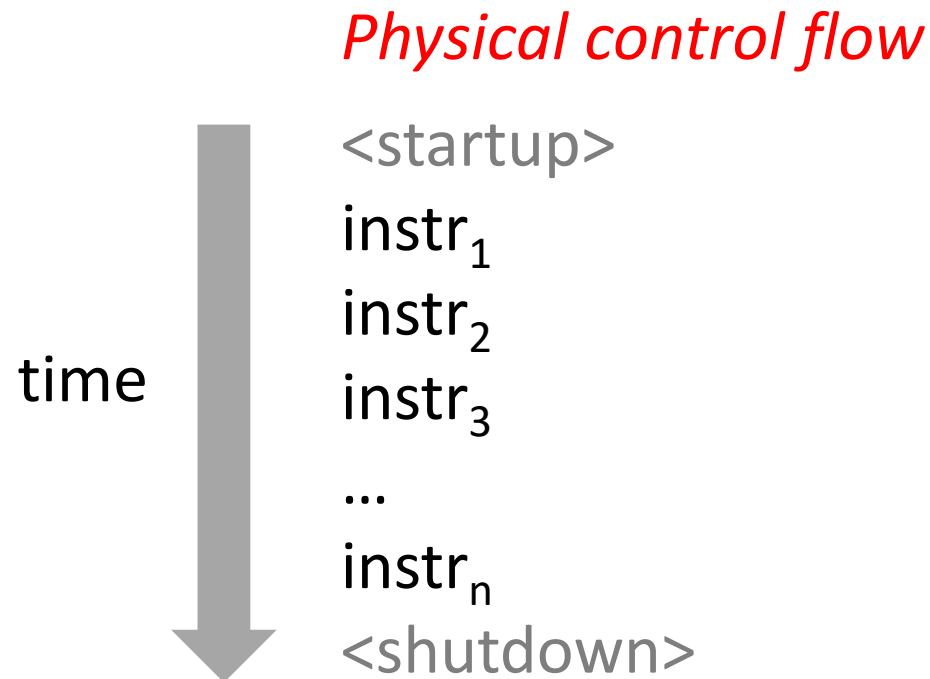 Physical control flow
<startup>
instr₁
instr₂
time
instr₃
…
instrₙ
<shutdown>